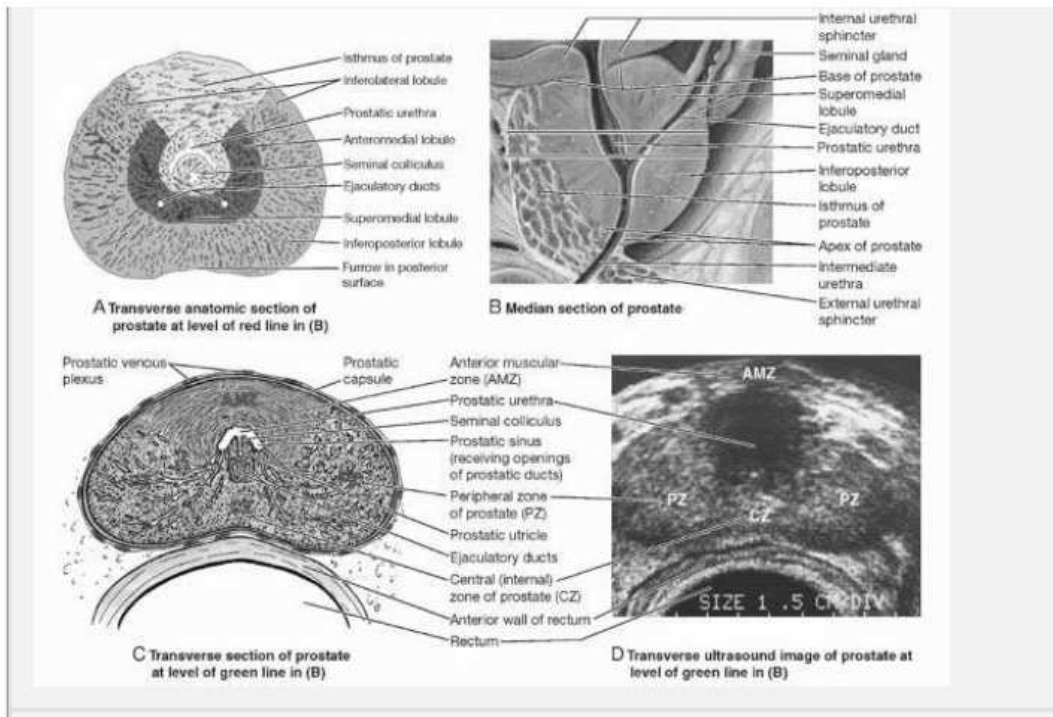 Isthmus of prostate
Inferolateral lobule
Prostatic urethra
Anteromedial lobule
Seminal colliculus
Ejaculatory ducts
Superomedial lobule
Inferoposterior lobule
Furrow in posterior
surface
A Transverse anatomic section of
prostate at level of red line in (B)
Internal urethral
sphincter
Seminal gland
Base of prostate
Superomedial
lobule
Ejaculatory duct
Prostatic urethra
Inferoposterior
lobule
Isthmus of
prostate
Apex of prostate
Intermediate
urethra
External urethral
sphincter
B Median section of prostate
Prostatic venous
plexus
Prostatic
capsule
AMZ
Anterior muscular
zone (AMZ)
Prostatic urethra
Seminal colliculus
Prostatic sinus
(receiving openings
of prostatic ducts)
Peripheral zone
of prostate (PZ)
Prostatic utricle
Ejaculatory ducts
Central (internal)
zone of prostate (CZ)
Anterior wall of rectum
Rectum
C Transverse section of prostate
at level of green line in (B)
AMZ
PZ
PZ
CZ
SIZE 1 .5 CM/DIV
D Transverse ultrasound image of prostate at
level of green line in (B)